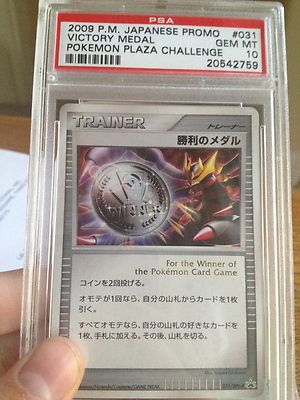 PSA
2009 P.M. JAPANESE PROMO #031
VICTORY MEDAL GEM MT
POKEMON PLAZA CHALLENGE 10
20542759
TRAINER トレーナー
勝利のメダル
WINNER
For the Winner of
the Pokémon Card Game
コインを2回投げる。
オモテが1回なら、自分の山札からカードを1枚
引く。
すべてオモテなら、自分の山札の好きなカードを1
枚、手札に加える。その後、山札を切る。